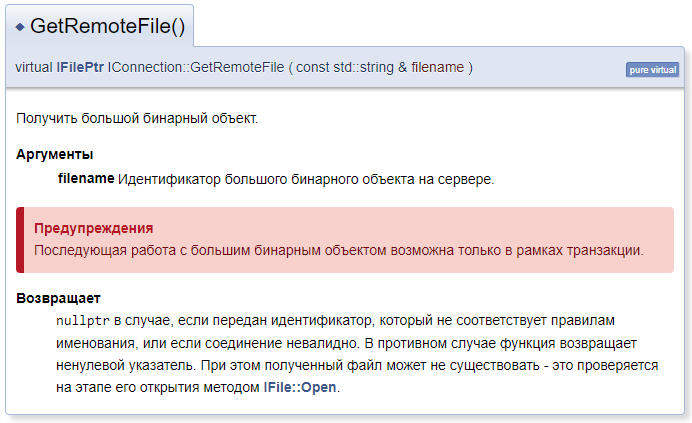 ◆ GetRemoteFile()
virtual IFilePtr IConnection::GetRemoteFile ( const std::string & filename )
pure virtual
Получить большой бинарный объект.
Аргументы
filename Идентификатор большого бинарного объекта на сервере.
Предупреждения
Последующая работа с большим бинарным объектом возможна только в рамках транзакции.
Возвращает
nullptr в случае, если передан идентификатор, который не соответствует правилам
именования, или если соединение невалидно. В противном случае функция возвращает
ненулевой указатель. При этом полученный файл может не существовать - это проверяется
на этапе его открытия методом IFile::Open.